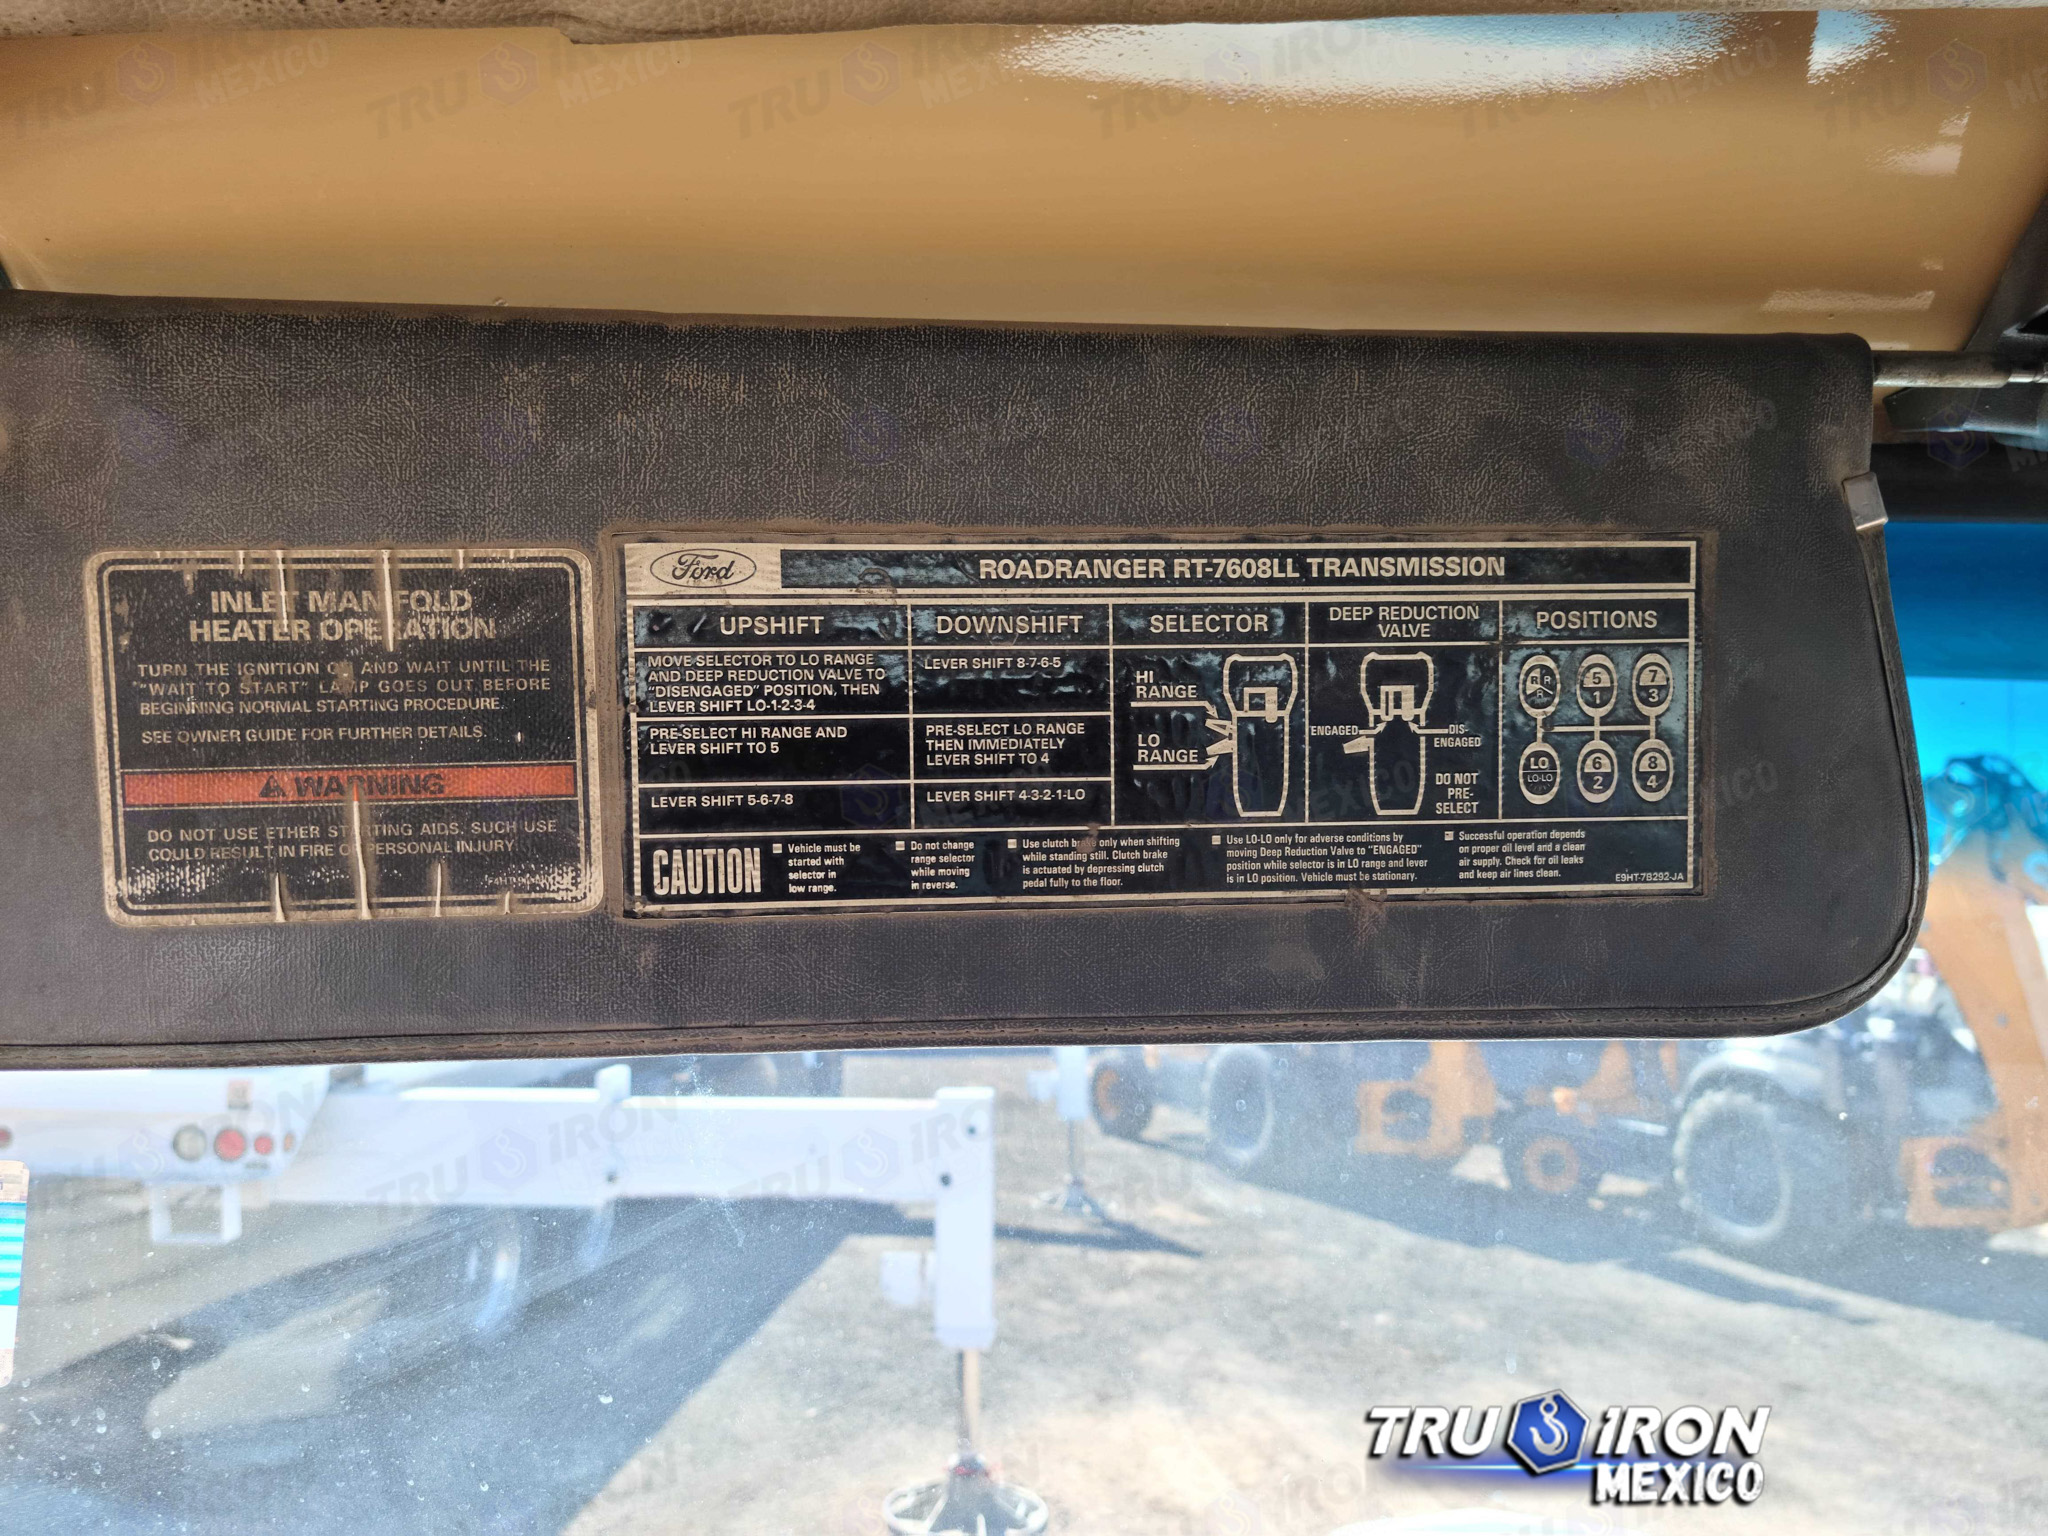 INLET MANIFOLD
HEATER OPERATION
TURN THE IGNITION ON AND WAIT UNTIL THE
"WAIT TO START" LAMP GOES OUT BEFORE
BEGINNING NORMAL STARTING PROCEDURE.
SEE OWNER GUIDE FOR FURTHER DETAILS.
WARNING
DO NOT USE ETHER STARTING AIDS. SUCH USE
COULD RESULT IN FIRE OR PERSONAL INJURY
Ford
ROADRANGER RT-7608LL TRANSMISSION
UPSHIFT
MOVE SELECTOR TO LO RANGE
AND DEEP REDUCTION VALVE TO
"DISENGAGED" POSITION, THEN
LEVER SHIFT LO-1-2-3-4
PRE-SELECT HI RANGE AND
LEVER SHIFT TO 5
LEVER SHIFT 5-6-7-8
DOWNSHIFT
LEVER SHIFT 8-7-6-5
PRE-SELECT LO RANGE
THEN IMMEDIATELY
LEVER SHIFT TO 4
LEVER SHIFT 4-3-2-1-LO
SELECTOR
HI
RANGE
LO
RANGE
DEEP REDUCTION
VALVE
ENGAGED
DIS-
ENGAGED
DO NOT
PRE-
SELECT
POSITIONS
R R 5 7
R 1 3
LO 6 8
LO-LO 2 4
CAUTION
Vehicle must be
started with
selector in
low range.
Do not change
range selector
while moving
in reverse.
Use clutch brake only when shifting
while standing still. Clutch brake
is actuated by depressing clutch
pedal fully to the floor.
Use LO-LO only for adverse conditions by
moving Deep Reduction Valve to "ENGAGED"
position while selector is in LO range and lever
is in LO position. Vehicle must be stationary.
Successful operation depends
on proper oil level and a clean
air supply. Check for oil leaks
and keep air lines clean.
E9HT-7B292-JA
TRU IRON
MEXICO